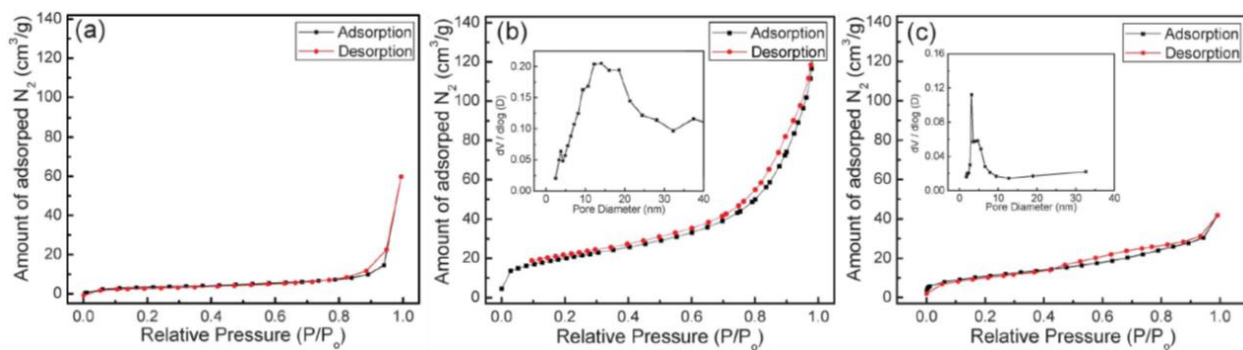 (a)
Adsorption
Desorption
Amount of adsorped N₂ (cm³/g)
140
120
100
80
60
40
20
0
0.0 0.2 0.4 0.6 0.8 1.0
Relative Pressure (P/P₀)
(b)
Adsorption
Desorption
Amount of adsorped N₂ (cm³/g)
140
120
100
80
60
40
20
0
0.0 0.2 0.4 0.6 0.8 1.0
Relative Pressure (P/P₀)
dV / dlog (D)
0.20
0.15
0.10
0.05
0.00
0 10 20 30 40
Pore Diameter (nm)
(c)
Adsorption
Desorption
Amount of adsorped N₂ (cm³/g)
140
120
100
80
60
40
20
0
0.0 0.2 0.4 0.6 0.8 1.0
Relative Pressure (P/P₀)
dV / dlog (D)
0.16
0.12
0.08
0.04
0.00
0 10 20 30 40
Pore Diameter (nm)